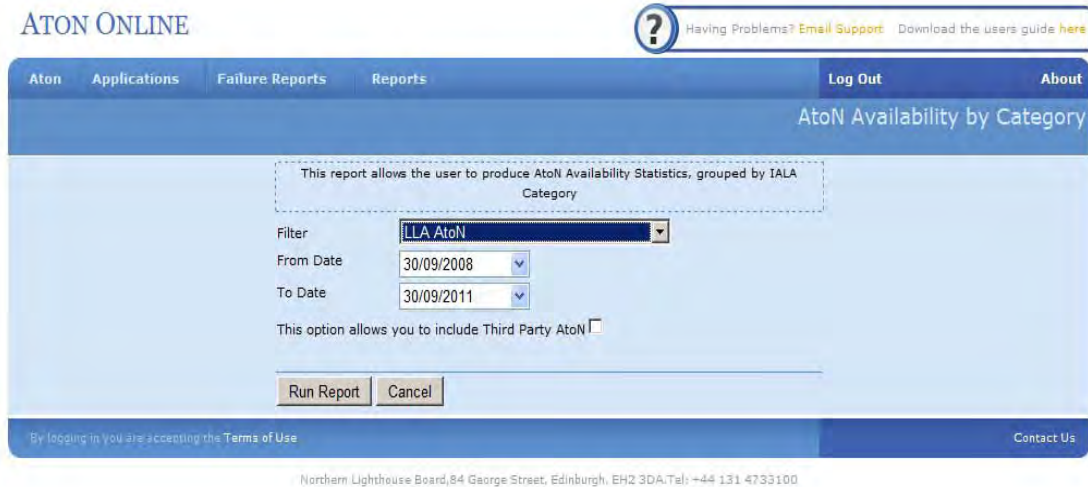 ATON ONLINE
? Having Problems? Email Support Download the users guide here
Aton Applications Failure Reports Reports Log Out About
AtoN Availability by Category
This report allows the user to produce AtoN Availability Statistics, grouped by IALA
Category
Filter LLA AtoN
From Date 30/09/2008
To Date 30/09/2011
This option allows you to include Third Party AtoN
Run Report Cancel
By logging in you are accepting the Terms of Use Contact Us
Northern Lighthouse Board,84 George Street, Edinburgh, EH2 3DA.Tel: +44 131 4733100